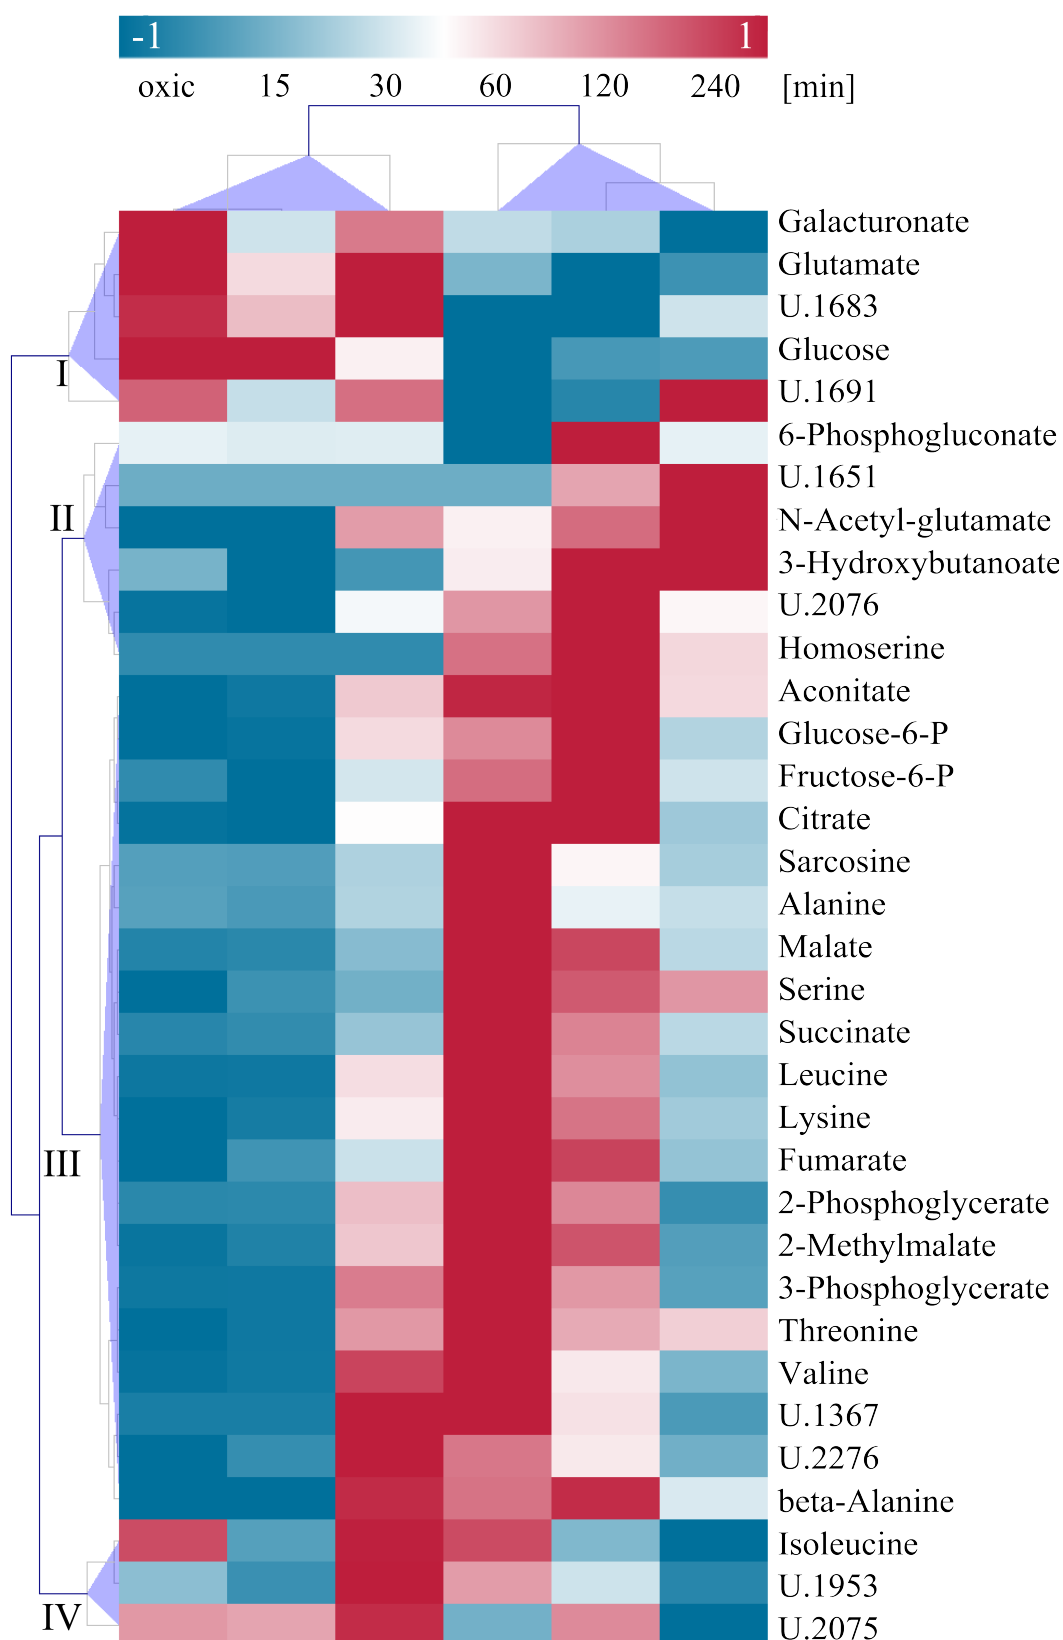 -1 1
oxic 15 30 60 120 240 [min]
Galacturonate
Glutamate
U.1683
Glucose
I
U.1691
6-Phosphogluconate
U.1651
II
N-Acetyl-glutamate
3-Hydroxybutanoate
U.2076
Homoserine
Aconitate
Glucose-6-P
Fructose-6-P
Citrate
Sarcosine
Alanine
Malate
Serine
Succinate
Leucine
Lysine
III
Fumarate
2-Phosphoglycerate
2-Methylmalate
3-Phosphoglycerate
Threonine
Valine
U.1367
U.2276
beta-Alanine
Isoleucine
U.1953
IV
U.2075